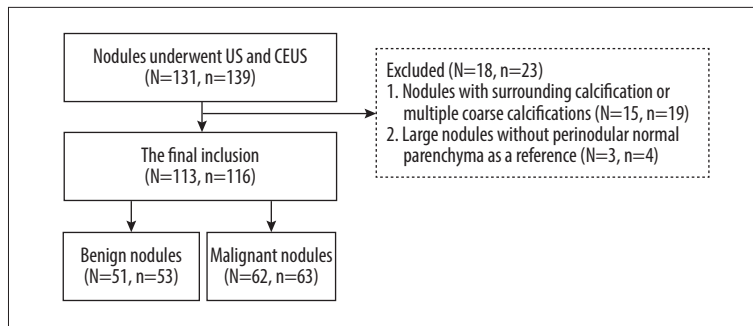 Nodules underwent US and CEUS
(N=131, n=139)
Excluded (N=18, n=23)
1. Nodules with surrounding calcification or
multiple coarse calcifications (N=15, n=19)
2. Large nodules without perinodular normal
parenchyma as a reference (N=3, n=4)
The final inclusion
(N=113, n=116)
Benign nodules
(N=51, n=53)
Malignant nodules
(N=62, n=63)